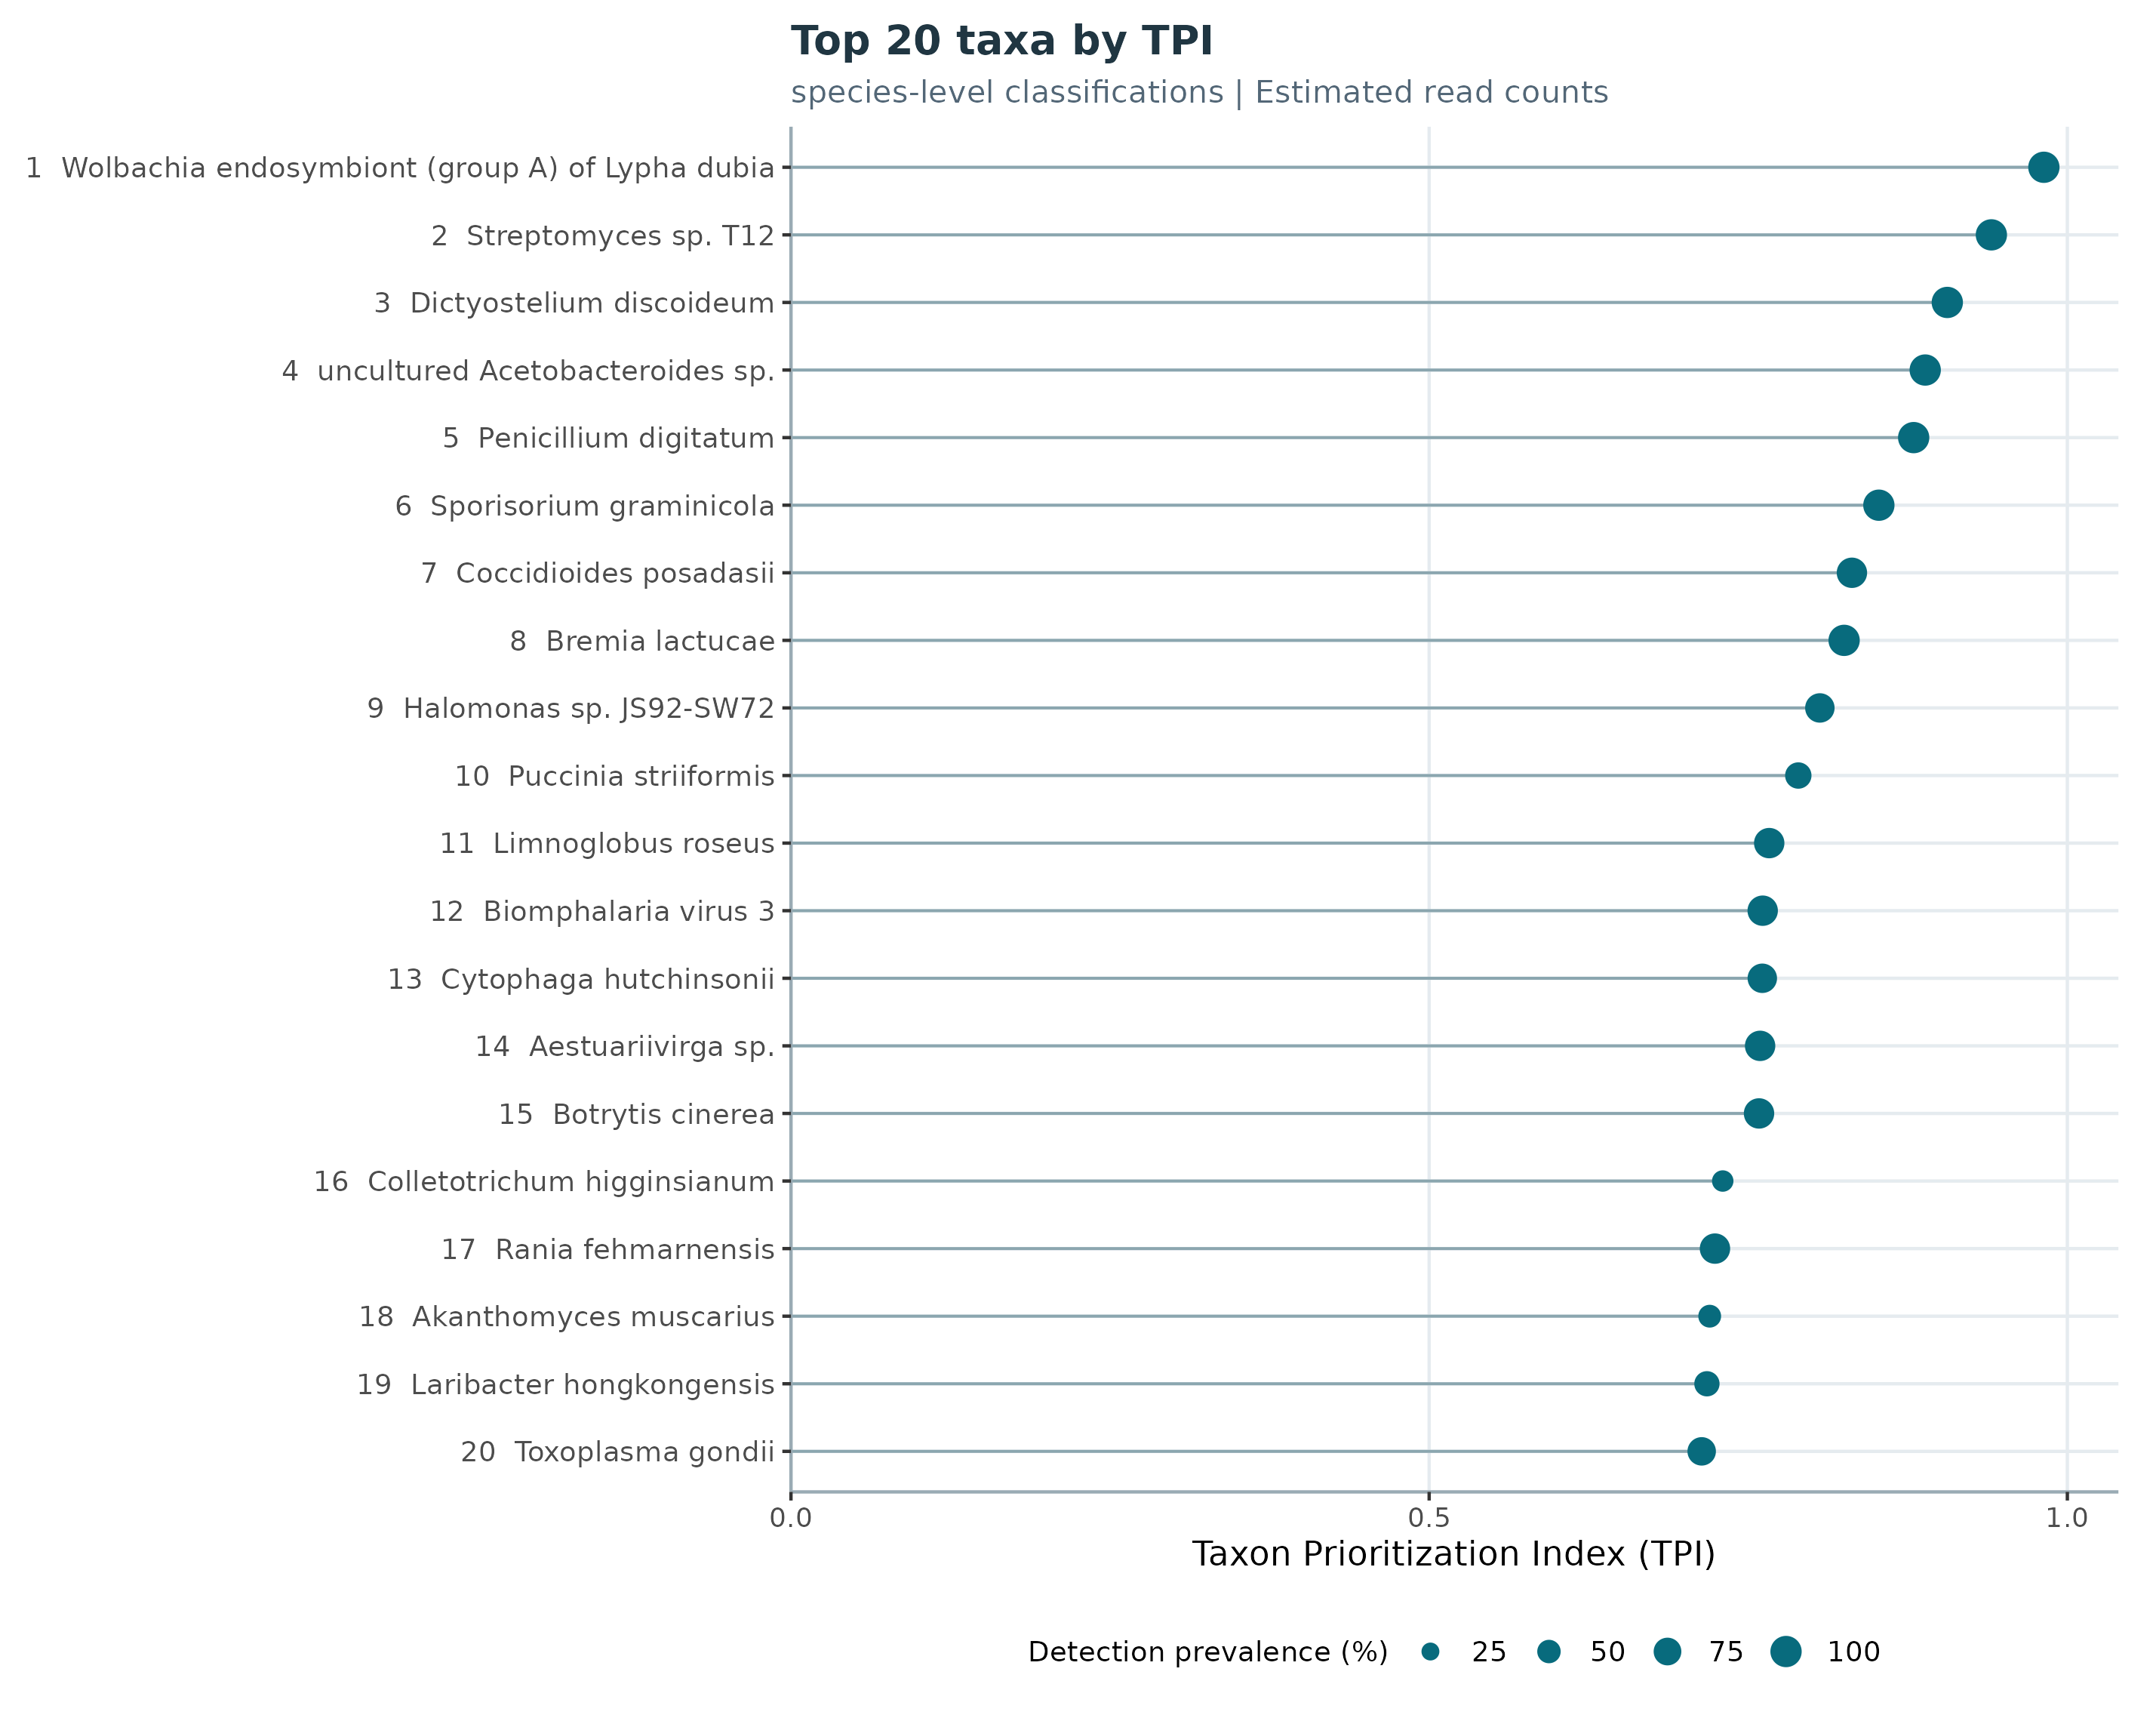 Top 20 taxa by TPI
species-level classifications | Estimated read counts
1 Wolbachia endosymbiont (group A) of Lypha dubia
2 Streptomyces sp. T12
3 Dictyostelium discoideum
4 uncultured Acetobacteroides sp.
5 Penicillium digitatum
6 Sporisorium graminicola
7 Coccidioides posadasii
8 Bremia lactucae
9 Halomonas sp. JS92-SW72
10 Puccinia striiformis
11 Limnoglobus roseus
12 Biomphalaria virus 3
13 Cytophaga hutchinsonii
14 Aestuariivirga sp.
15 Botrytis cinerea
16 Colletotrichum higginsianum
17 Rania fehmarnensis
18 Akanthomyces muscarius
19 Laribacter hongkongensis
20 Toxoplasma gondii
0.0 0.5 1.0
Taxon Prioritization Index (TPI)
Detection prevalence (%) 25 50 75 100